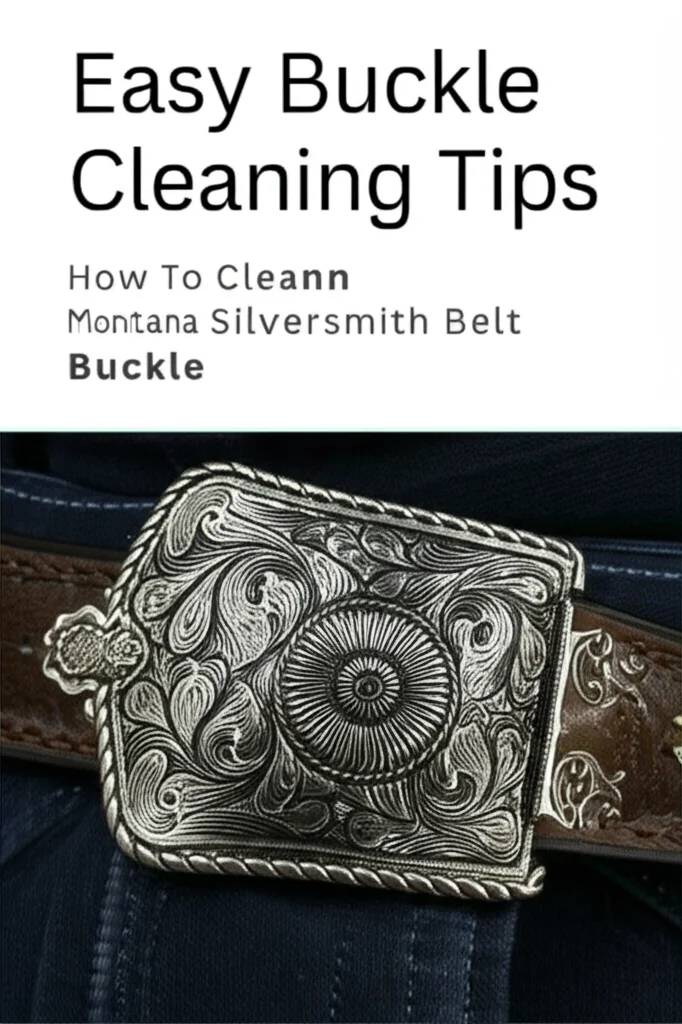 Easy Buckle
Cleaning Tips
How To Cleann
Montana Silversmith Belt
Buckle